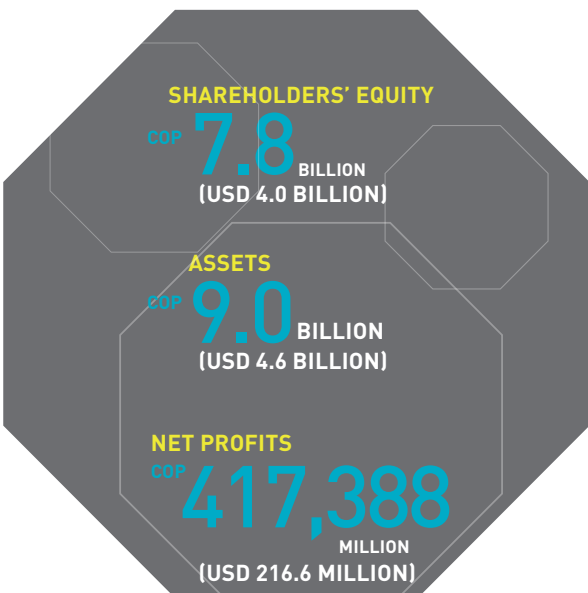 SHAREHOLDERS’ EQUITY
COP 7.8 BILLION
(USD 4.0 BILLION)
ASSETS
COP 9.0 BILLION
(USD 4.6 BILLION)
NET PROFITS
COP 417,388
MILLION
(USD 216.6 MILLION)